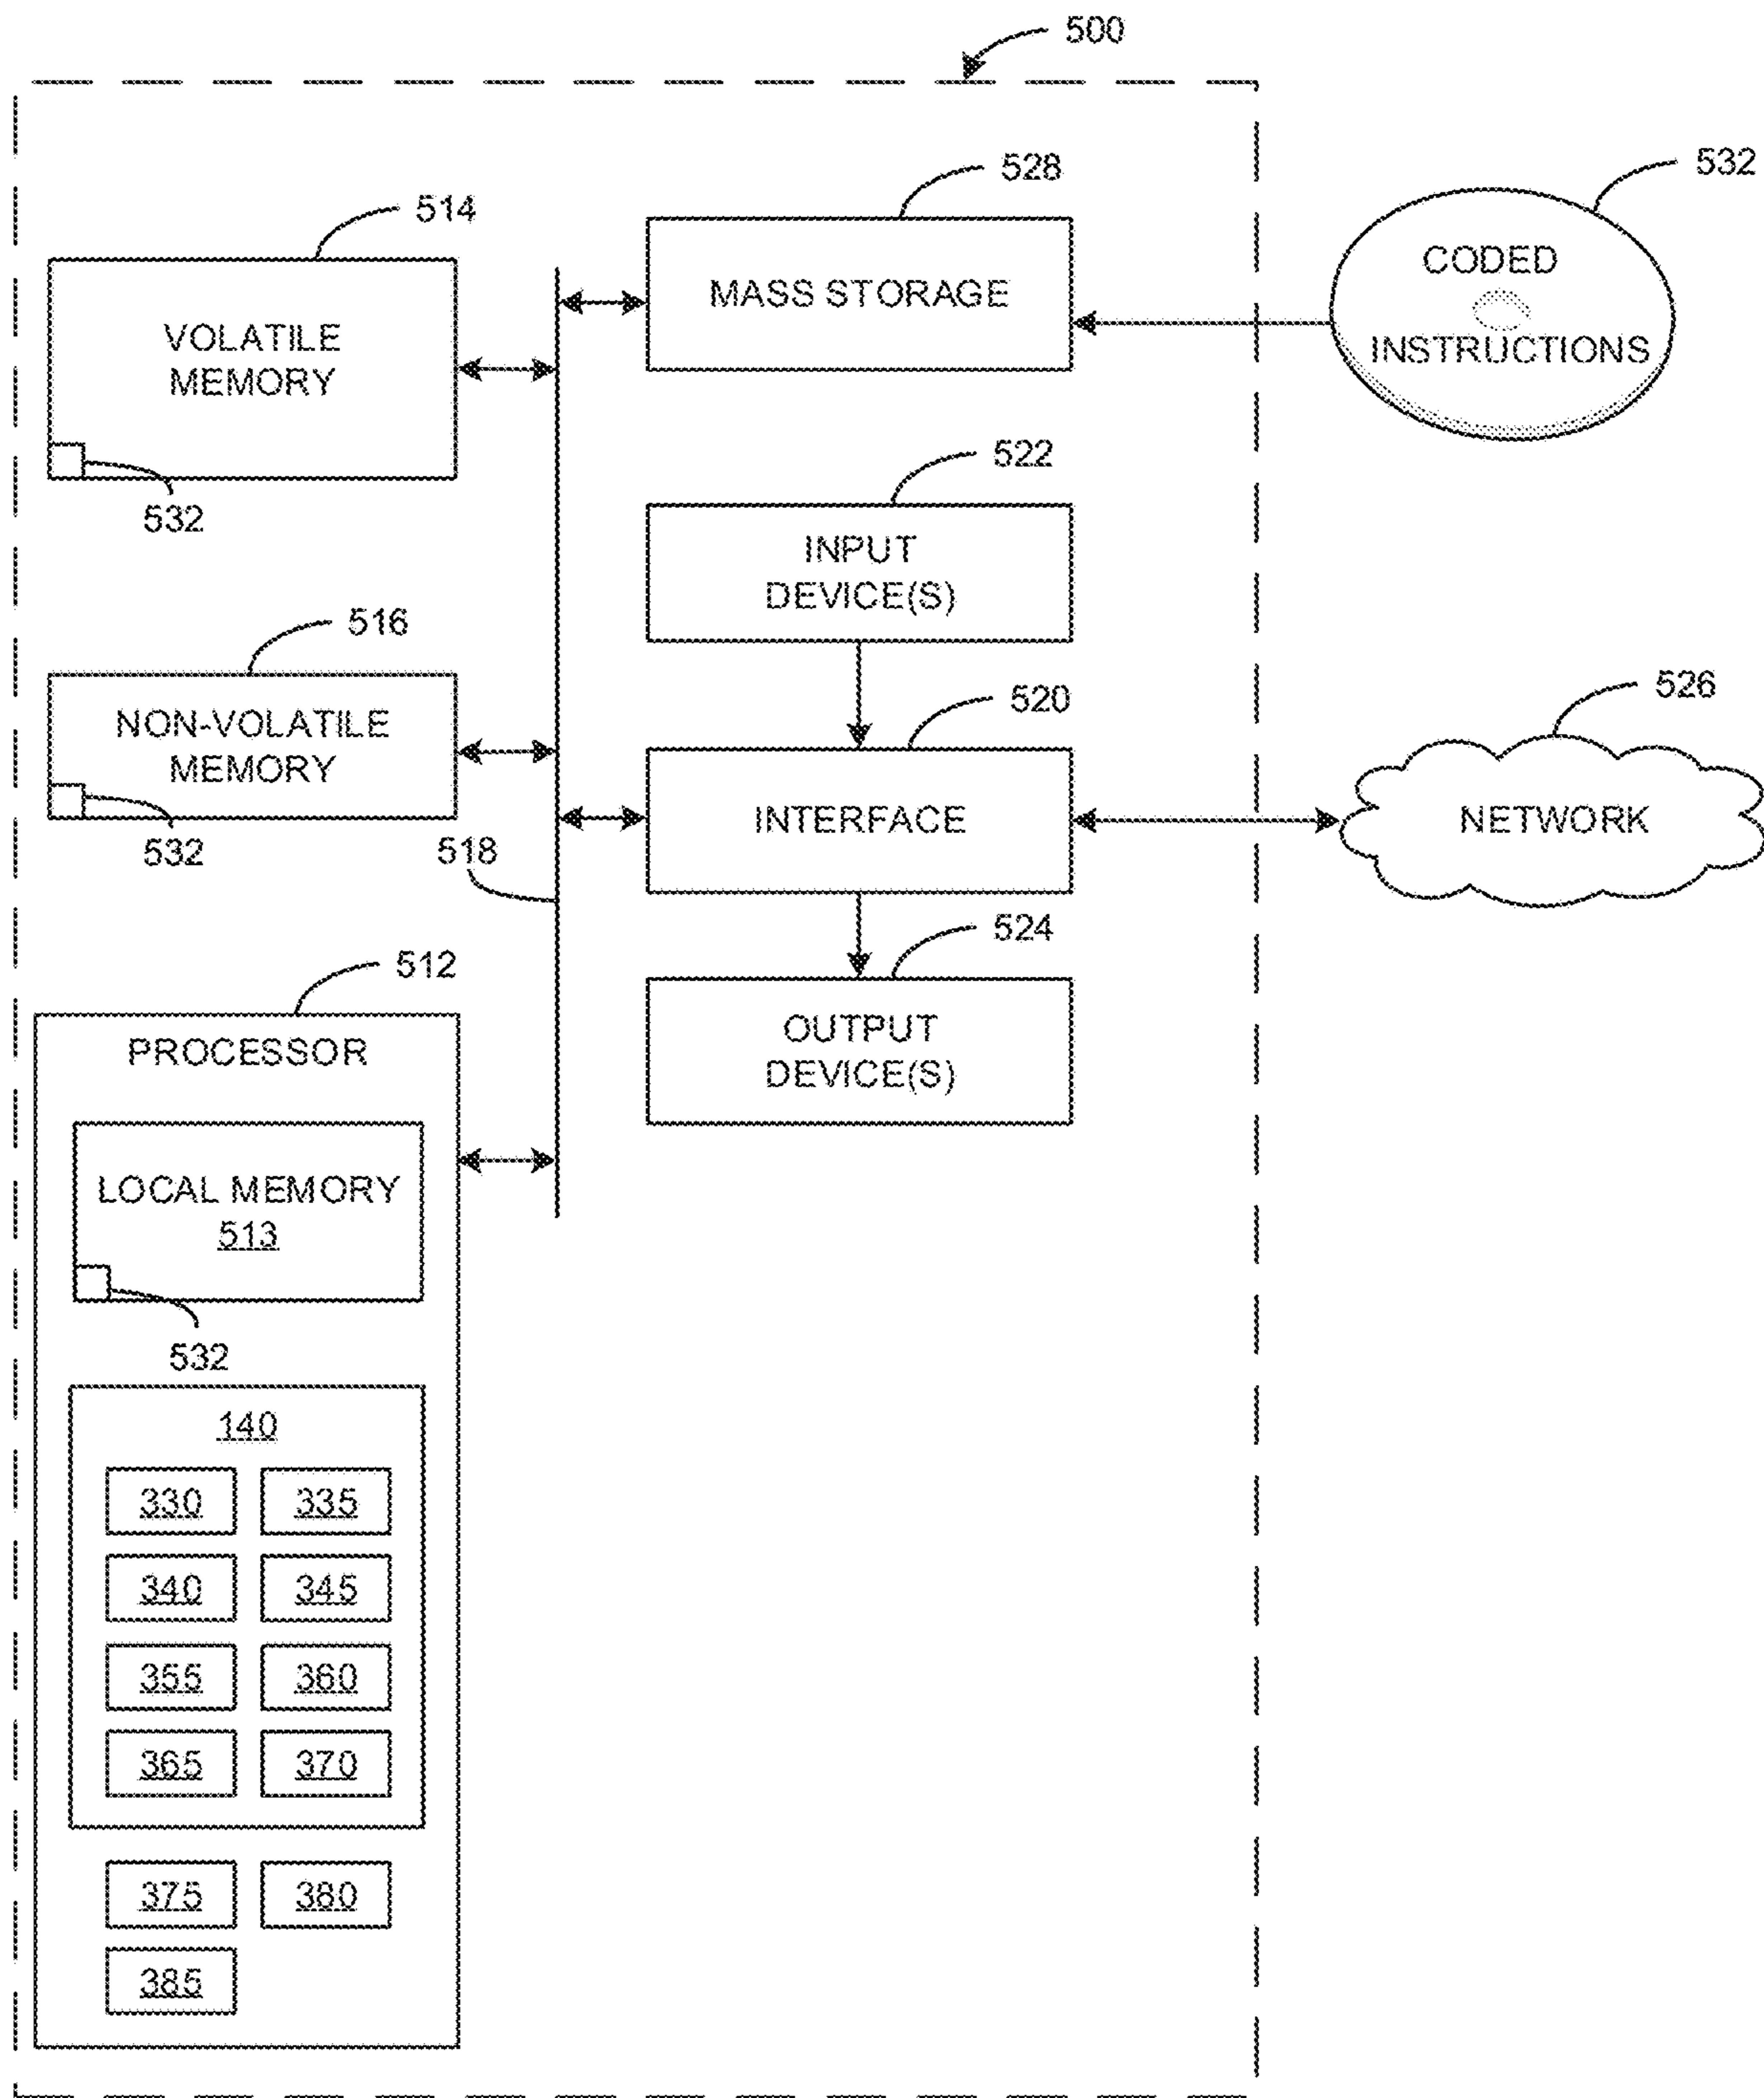 500
528
532
514
MASS STORAGE
CODED
INSTRUCTIONS
VOLATILE
MEMORY
532
522
INPUT
DEVICE(S)
516
520
526
NON-VOLATILE
MEMORY
532
518
INTERFACE
NETWORK
524
512
OUTPUT
DEVICE(S)
PROCESSOR
LOCAL MEMORY
513
532
140
330 335
340 345
355 360
365 370
375 380
385